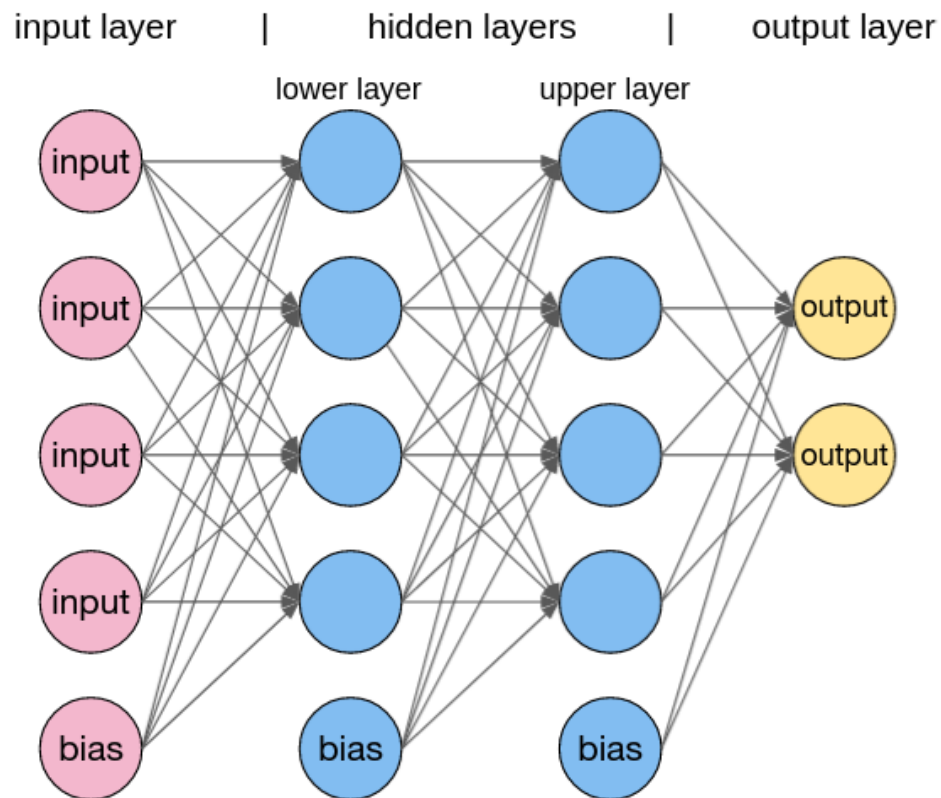 input layer | hidden layers | output layer
lower layer upper layer
input
input
output
input
output
input
bias bias bias